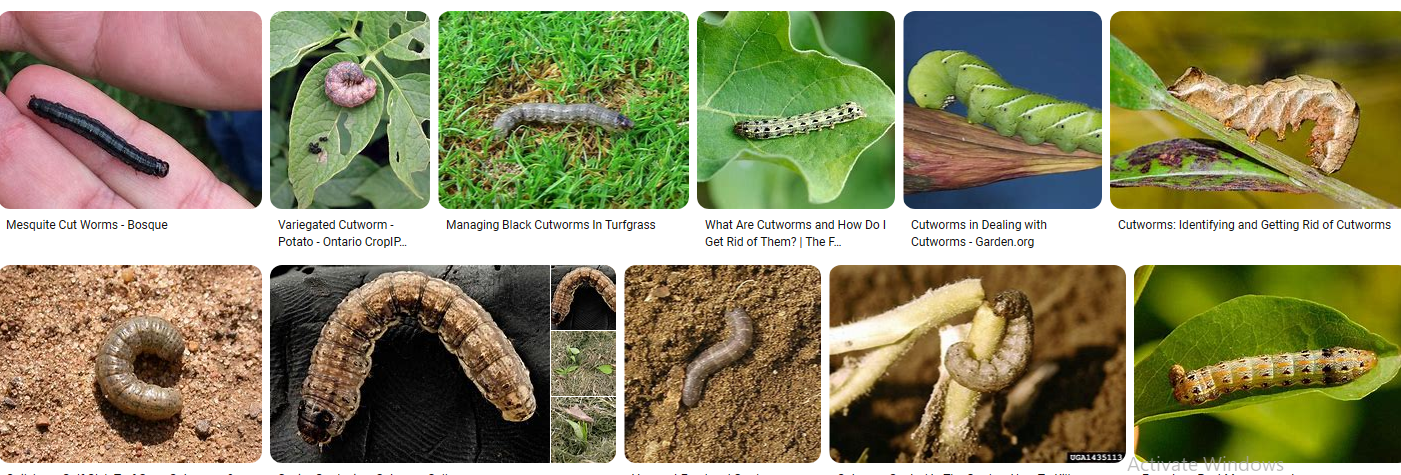 Mesquite Cut Worms - Bosque
Variegated Cutworm -
Potato - Ontario CropIP...
Managing Black Cutworms In Turfgrass
What Are Cutworms and How Do I
Get Rid of Them? | The F...
Cutworms in Dealing with
Cutworms - Garden.org
Cutworms: Identifying and Getting Rid of Cutworms
UGA1435113
Activate Windows